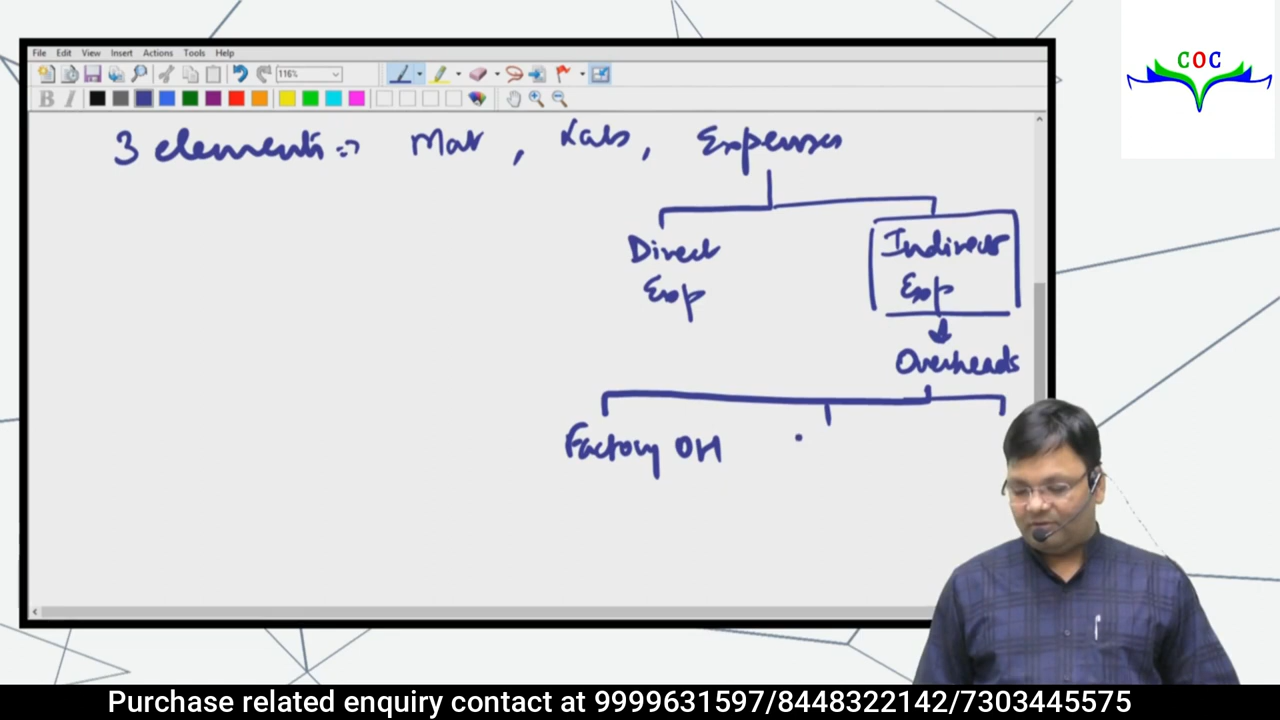 COC
File Edit View Insert Actions Tools Help
116%
B I
3 elements => Mat, Lab, Expenses
Direct Exp
Indirect Exp
Overheads
Factory OH
Purchase related enquiry contact at 9999631597/8448322142/7303445575